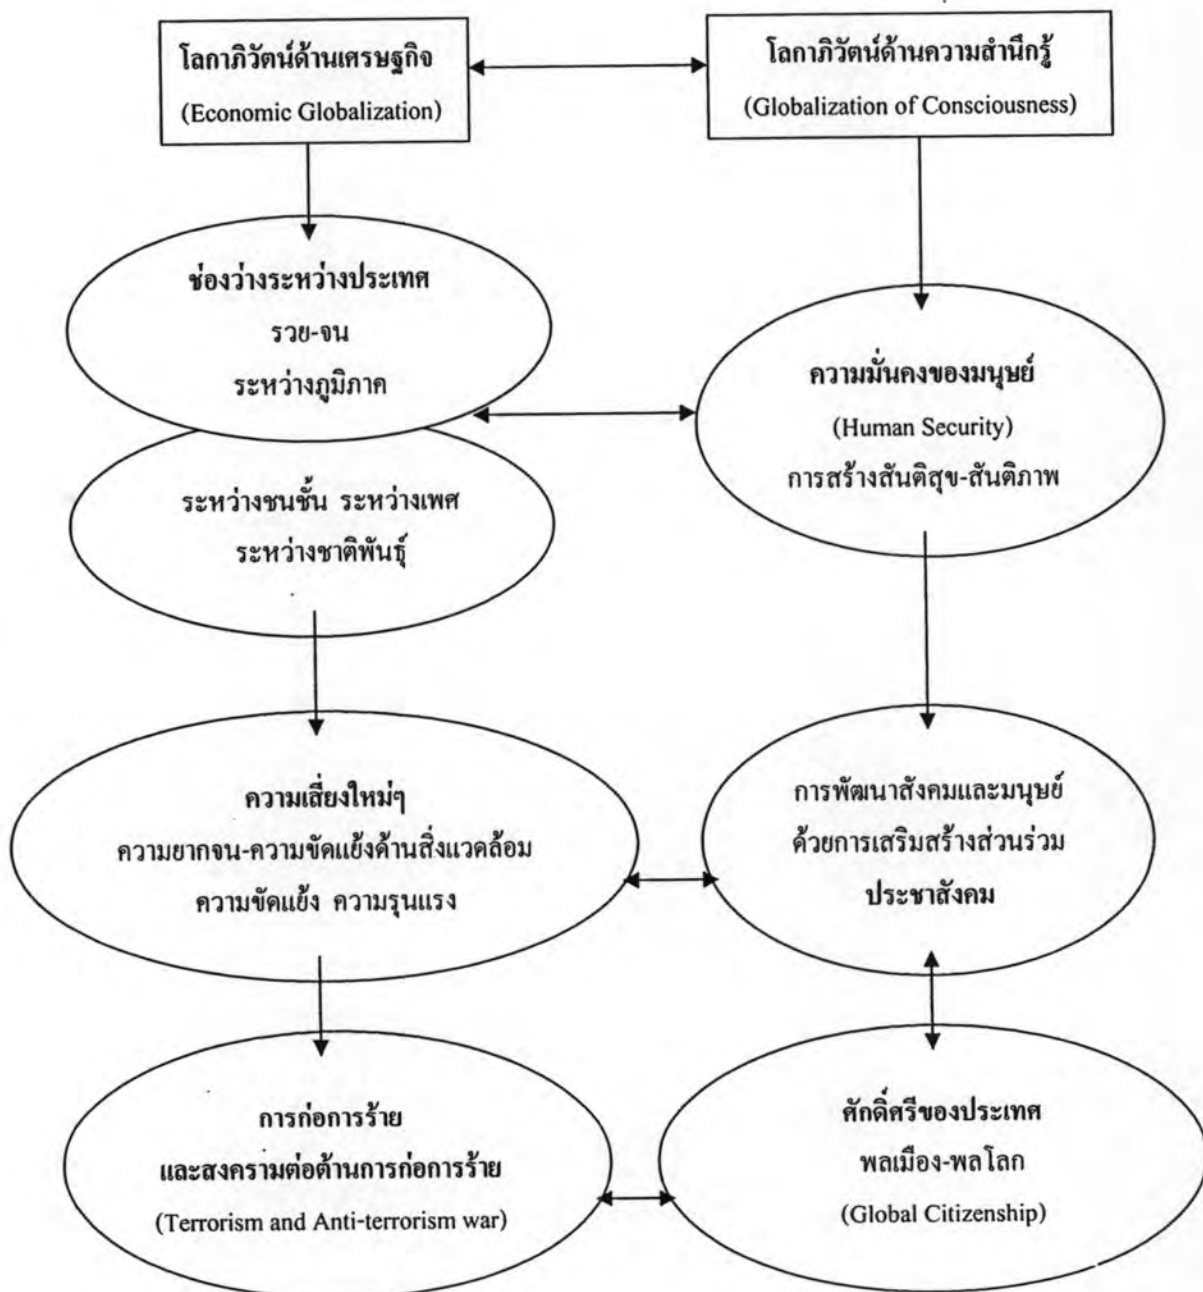 โลกาภิวัตน์ด้านเศรษฐกิจ
(Economic Globalization)
โลกาภิวัตน์ด้านความสำนึกรู้
(Globalization of Consciousness)
ช่องว่างระหว่างประเทศ
รวย-จน
ระหว่างภูมิภาค
ความมั่นคงของมนุษย์
(Human Security)
การสร้างสันติสุข-สันติภาพ
ระหว่างชนชั้น ระหว่างเพศ
ระหว่างชาติพันธุ์
ความเสี่ยงใหม่ๆ
ความยากจน-ความขัดแย้งด้านสิ่งแวดล้อม
ความขัดแย้ง ความรุนแรง
การพัฒนาสังคมและมนุษย์
ด้วยการเสริมสร้างส่วนร่วม
ประชาสังคม
การก่อการร้าย
และสงครามต่อต้านการก่อการร้าย
(Terrorism and Anti-terrorism war)
ศักดิ์ศรีของประเทศ
พลเมือง-พลโลก
(Global Citizenship)